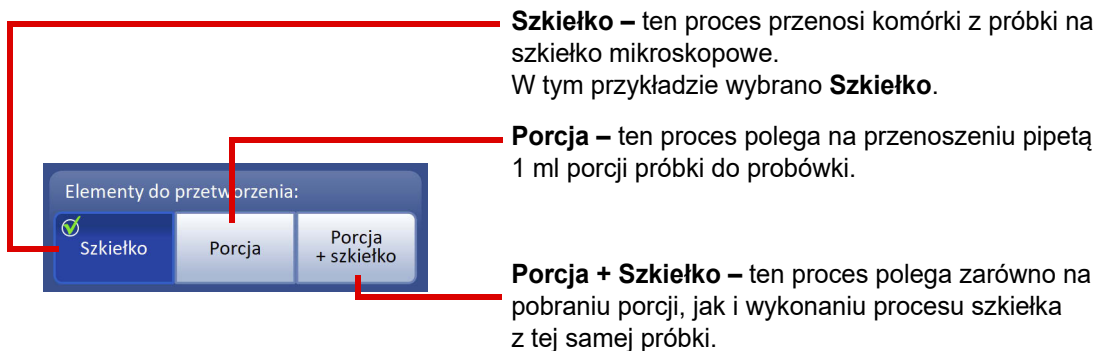 Szkiełko – ten proces przenosi komórki z próbki na
szkiełko mikroskopowe.
W tym przykładzie wybrano Szkiełko.
Porcja – ten proces polega na przenoszeniu pipetą
1 ml porcji próbki do probówki.
Elementy do przetworzenia:
Szkiełko
Porcja
Porcja
+ szkiełko
Porcja + Szkiełko – ten proces polega zarówno na
pobraniu porcji, jak i wykonaniu procesu szkiełka
z tej samej próbki.